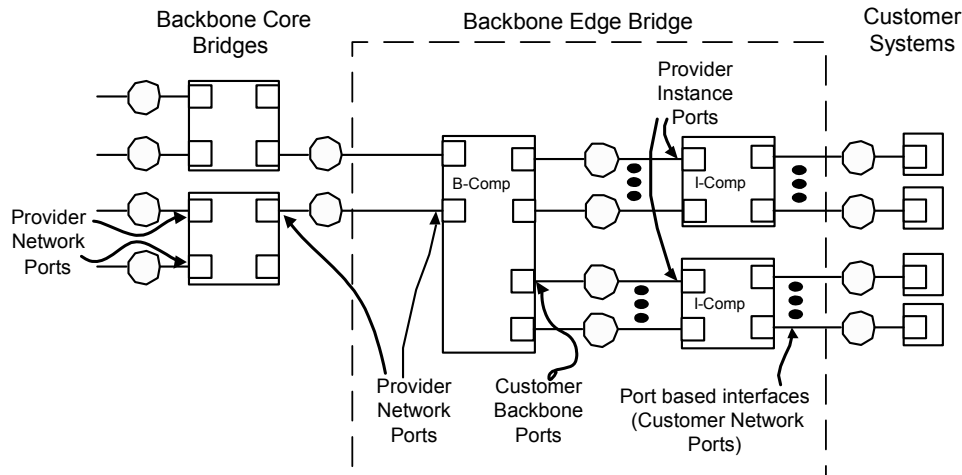 Backbone Core
Bridges
Backbone Edge Bridge
Customer
Systems
Provider
Instance
Ports
B-Comp
I-Comp
Provider
Network
Ports
I-Comp
Provider
Network
Ports
Customer
Backbone
Ports
Port based interfaces
(Customer Network
Ports)